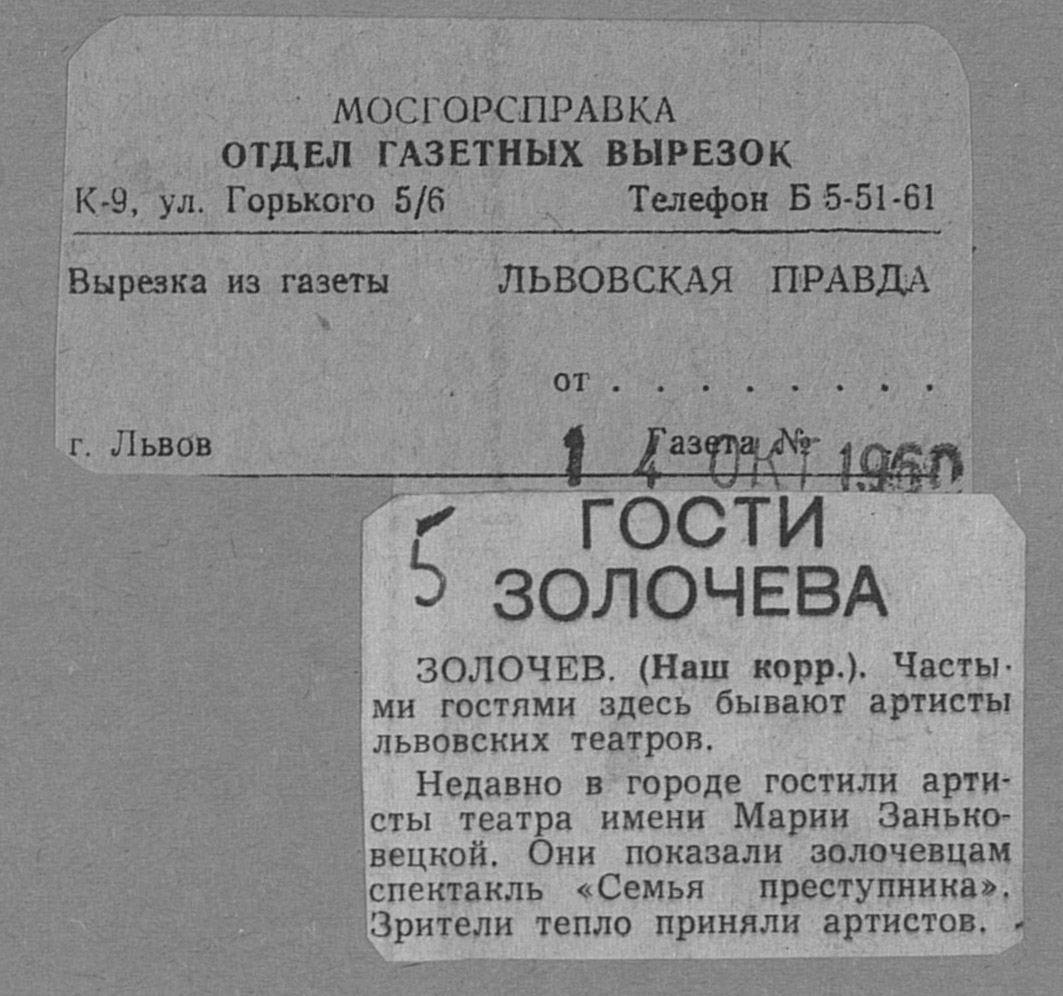 МОСГОРСПРАВКА
ОТДЕЛ ГАЗЕТНЫХ ВЫРЕЗОК
К-9, ул. Горького 5/6 Телефон Б 5-51-61
Вырезка из газеты ЛЬВОВСКАЯ ПРАВДА
от . . . . . . . . .
г. Львов Газета №
1 4 ОКТ 1960
5
ГОСТИ
ЗОЛОЧЕВА
ЗОЛОЧЕВ. (Наш корр.). Часты-
ми гостями здесь бывают артисты
львовских театров.
Недавно в городе гостили арти-
сты театра имени Марии Занько-
вецкой. Они показали золочевцам
спектакль «Семья преступника».
Зрители тепло приняли артистов.